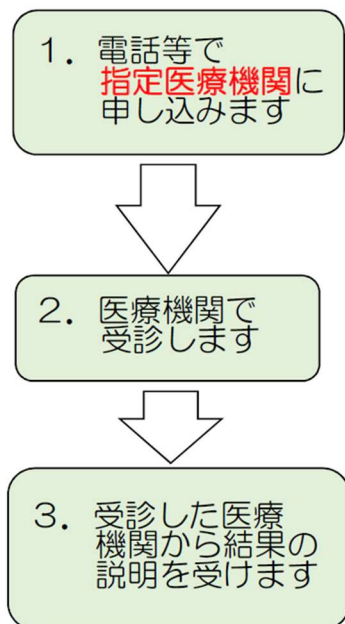 1．電話等で
指定医療機関に
申し込みます
2．医療機関で
受診します
3．受診した医療
機関から結果の
説明を受けます